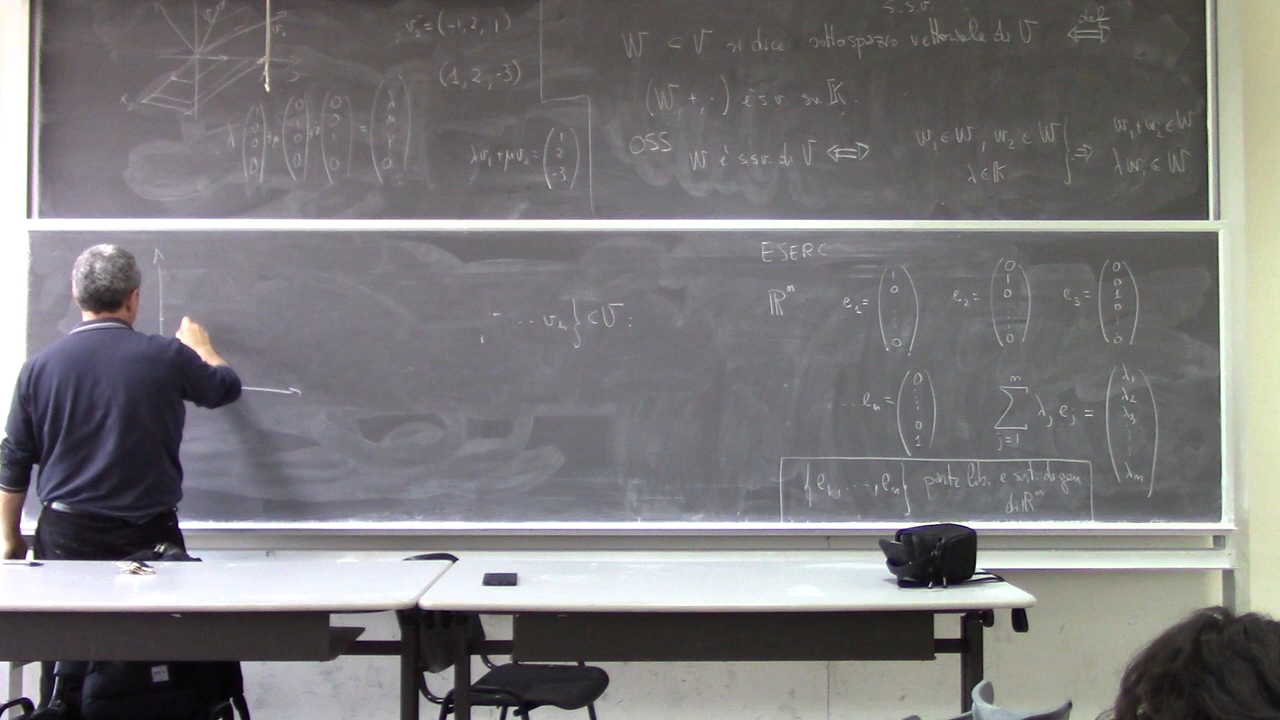 v₃ = (-1, 2, 1)
(1, 2, -3)
λv₁ + μv₂ = (1 2 -3)
s.s.v.
W ⊂ V si dice sottospazio vettoriale di V ⇔ def
(W, +, ·) è s.v. su K.
OSS W è s.s.v. di V ⇔ w₁∈W, w₂∈W λ∈K } ⇒ w₁+w₂∈W λw₁∈W
... vₕ} ⊂ V :
ESERC
ℝⁿ e₁ = (1 0 ⋮ 0) e₂ = (0 1 0 ⋮ 0) e₃ = (0 0 1 0 ⋮ 0)
... eₙ = (0 ⋮ 0 1) ∑ⱼ₌₁ⁿ λⱼ eⱼ = (λ₁ λ₂ λ₃ ⋮ λₙ)
{e₁, ..., eₙ} parte lib. e sist. di gen
di ℝⁿ